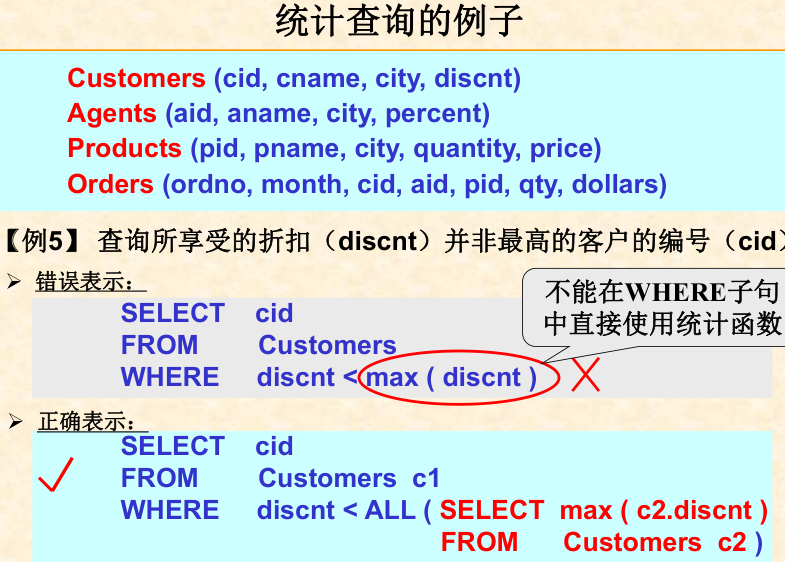 统计查询的例子
Customers (cid, cname, city, discnt)
Agents (aid, aname, city, percent)
Products (pid, pname, city, quantity, price)
Orders (ordno, month, cid, aid, pid, qty, dollars)
【例5】 查询所享受的折扣（discnt）并非最高的客户的编号（cid）
➢ 错误表示：
不能在WHERE子句
中直接使用统计函数
SELECT cid
FROM Customers
WHERE discnt < max ( discnt )
➢ 正确表示：
SELECT cid
FROM Customers c1
WHERE discnt < ALL ( SELECT max ( c2.discnt )
FROM Customers c2 )